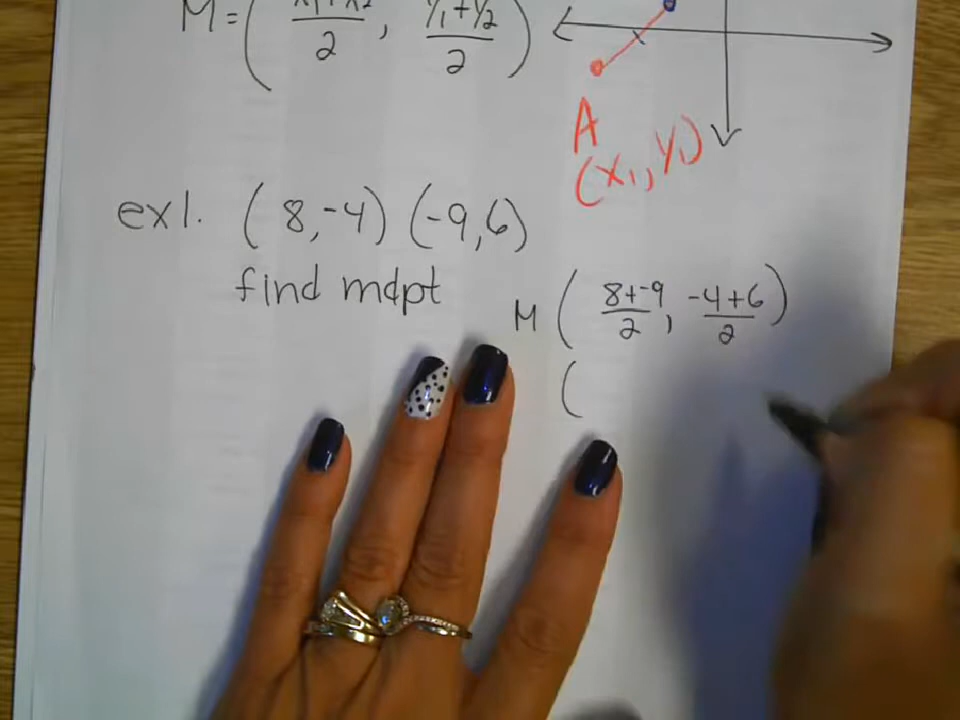 M = ( x1+x2/2 , y1+y2/2 )
A
(x1, y1)
ex1. (8,-4) (-9,6)
find mdpt
M ( 8+-9/2 , -4+6/2 )
(